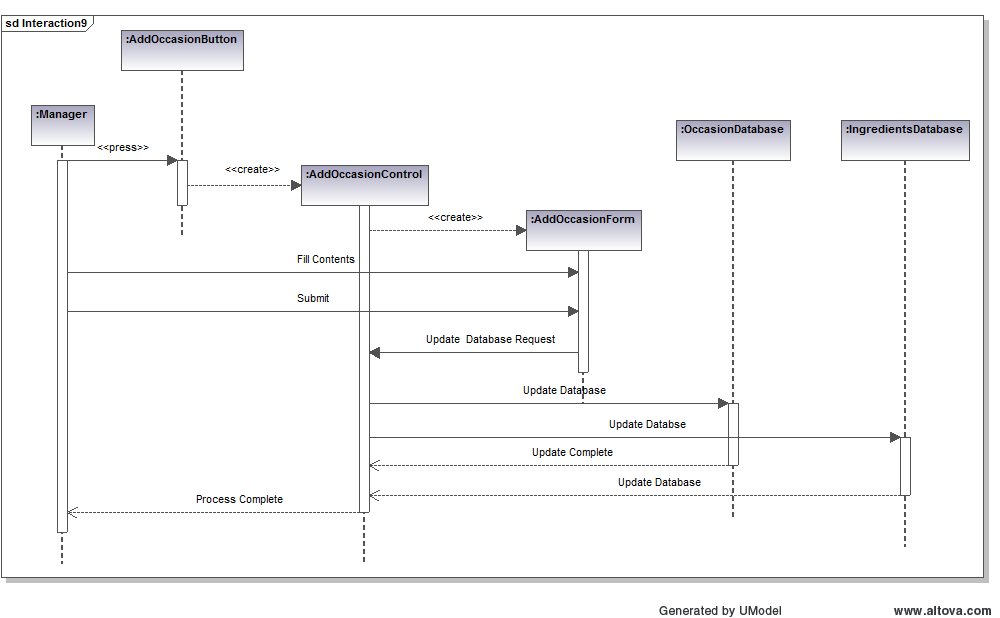 sd Interaction9
:AddOccasionButton
:Manager
<<press>>
:OccasionDatabase
:IngredientsDatabase
<<create>>
:AddOccasionControl
<<create>>
:AddOccasionForm
Fill Contents
Submit
Update Database Request
Update Database
Update Databse
Update Complete
Update Database
Process Complete
Generated by UModel
www.altova.com